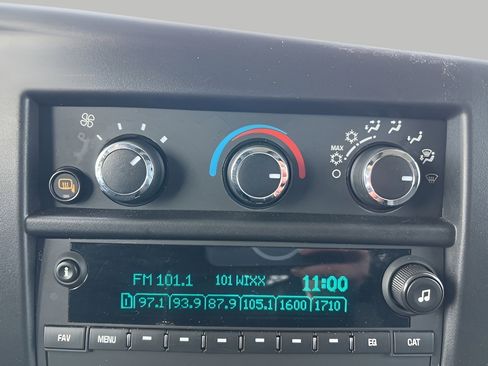 MAX
FM 101.1 101 WIXX 11:00
1 97.1 93.9 87.9 105.1 1600 1710
FAV MENU EQ CAT